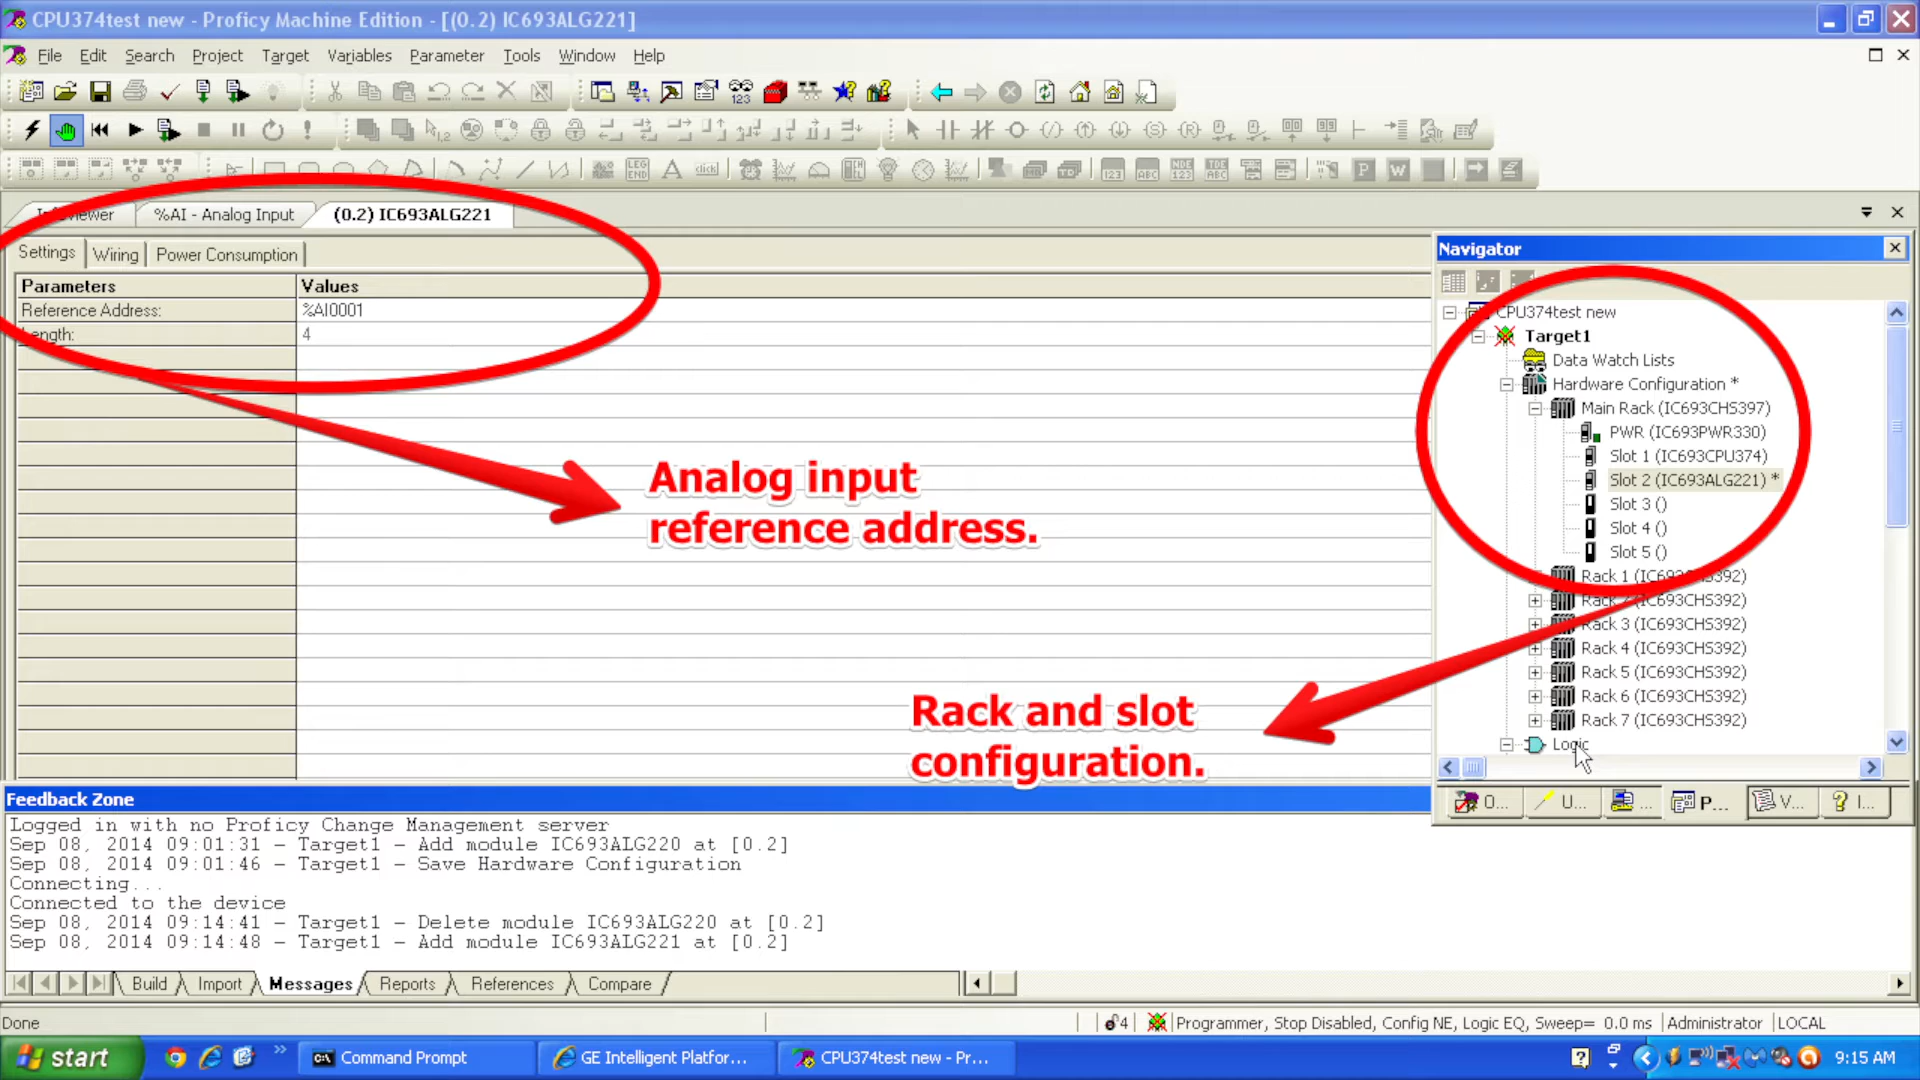 CPU374test new - Proficy Machine Edition - [(0.2) IC693ALG221]
File Edit Search Project Target Variables Parameter Tools Window Help
InfoViewer %AI - Analog Input (0.2) IC693ALG221
Settings Wiring Power Consumption
Parameters Values
Reference Address: %AI0001
Length: 4
Analog input
reference address.
Rack and slot
configuration.
Navigator
CPU374test new
Target1
Data Watch Lists
Hardware Configuration *
Main Rack (IC693CHS397)
PWR (IC693PWR330)
Slot 1 (IC693CPU374)
Slot 2 (IC693ALG221) *
Slot 3 ()
Slot 4 ()
Slot 5 ()
Rack 1 (IC693CHS392)
Rack 2 (IC693CHS392)
Rack 3 (IC693CHS392)
Rack 4 (IC693CHS392)
Rack 5 (IC693CHS392)
Rack 6 (IC693CHS392)
Rack 7 (IC693CHS392)
Logic
O... U... ... P... V... I...
Feedback Zone
Logged in with no Proficy Change Management server
Sep 08, 2014 09:01:31 - Target1 - Add module IC693ALG220 at [0.2]
Sep 08, 2014 09:01:46 - Target1 - Save Hardware Configuration
Connecting...
Connected to the device
Sep 08, 2014 09:14:41 - Target1 - Delete module IC693ALG220 at [0.2]
Sep 08, 2014 09:14:48 - Target1 - Add module IC693ALG221 at [0.2]
Build Import Messages Reports References Compare
Done 4 Programmer, Stop Disabled, Config NE, Logic EQ, Sweep= 0.0 ms Administrator LOCAL
start Command Prompt GE Intelligent Platfor... CPU374test new - Pr... 9:15 AM